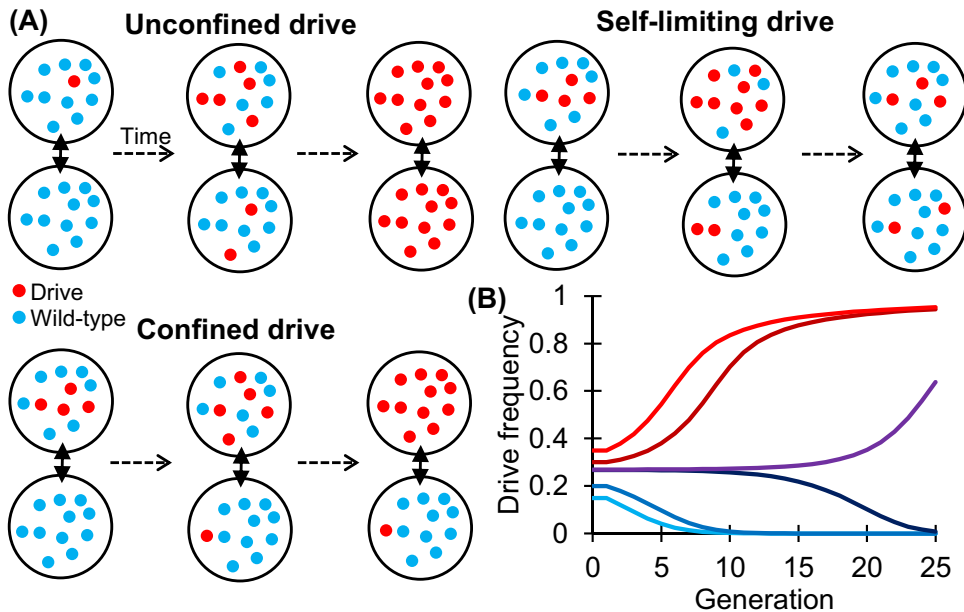 (A)
Unconfined drive
Self-limiting drive
Time
Drive
Wild-type
Confined drive
(B)
Drive frequency
1
0.8
0.6
0.4
0.2
0
0 5 10 15 20 25
Generation